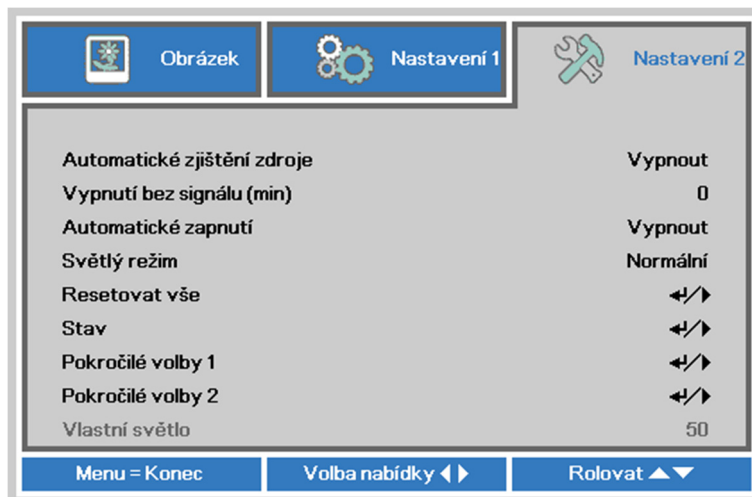 Obrázek Nastavení 1 Nastavení 2
Automatické zjištění zdroje Vypnout
Vypnutí bez signálu (min) 0
Automatické zapnutí Vypnout
Světlý režim Normální
Resetovat vše ↵/▶
Stav ↵/▶
Pokročilé volby 1 ↵/▶
Pokročilé volby 2 ↵/▶
Vlastní světlo 50
Menu = Konec Volba nabídky ◀▶ Rolovat ▲▼